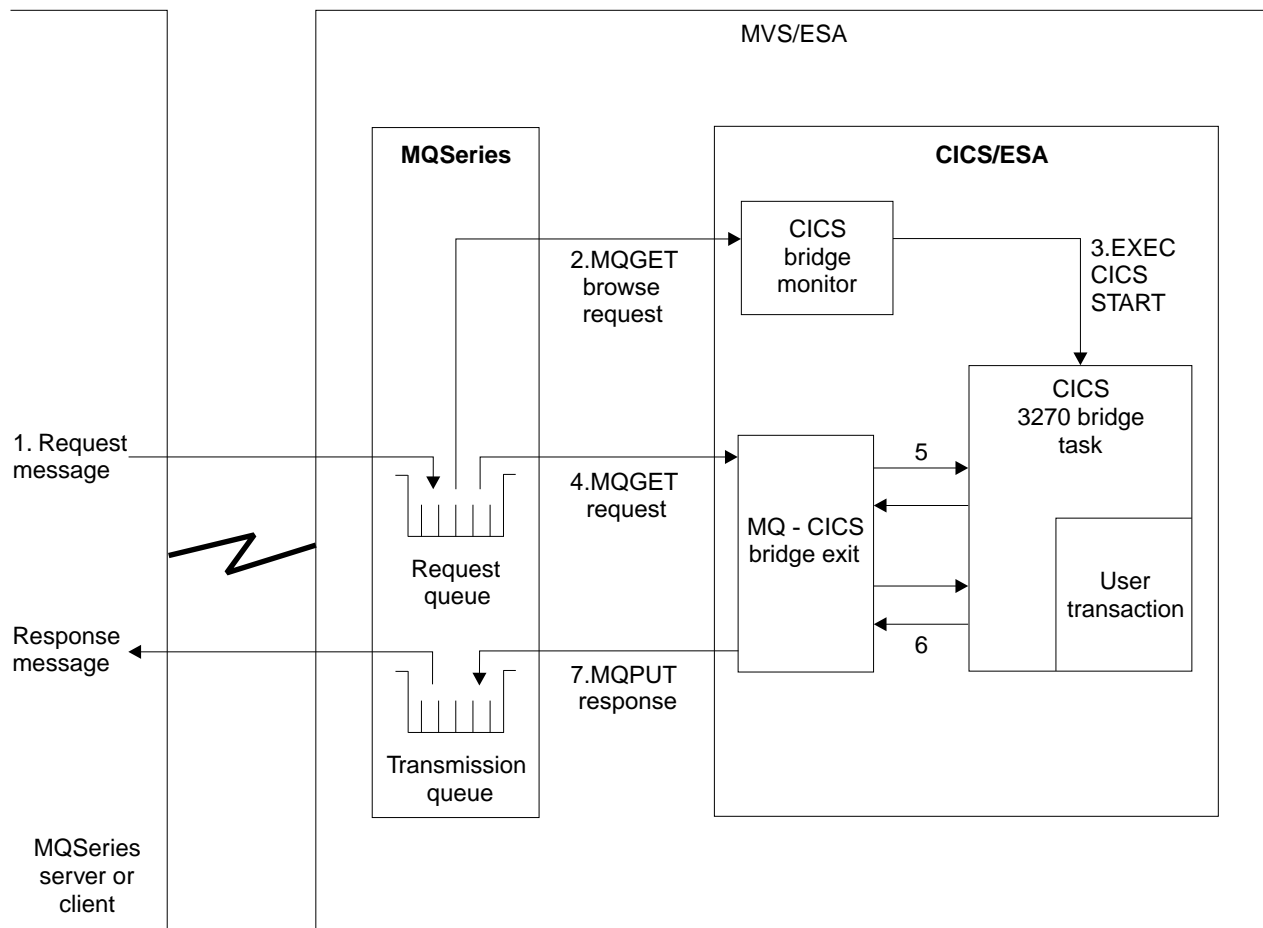 MVS/ESA
MQSeries
CICS/ESA
CICS
bridge
monitor
2.MQGET
browse
request
3.EXEC
CICS
START
CICS
3270 bridge
task
1. Request
message
4.MQGET
request
5
MQ - CICS
bridge exit
Request
queue
User
transaction
Response
message
6
7.MQPUT
response
Transmission
queue
MQSeries
server or
client